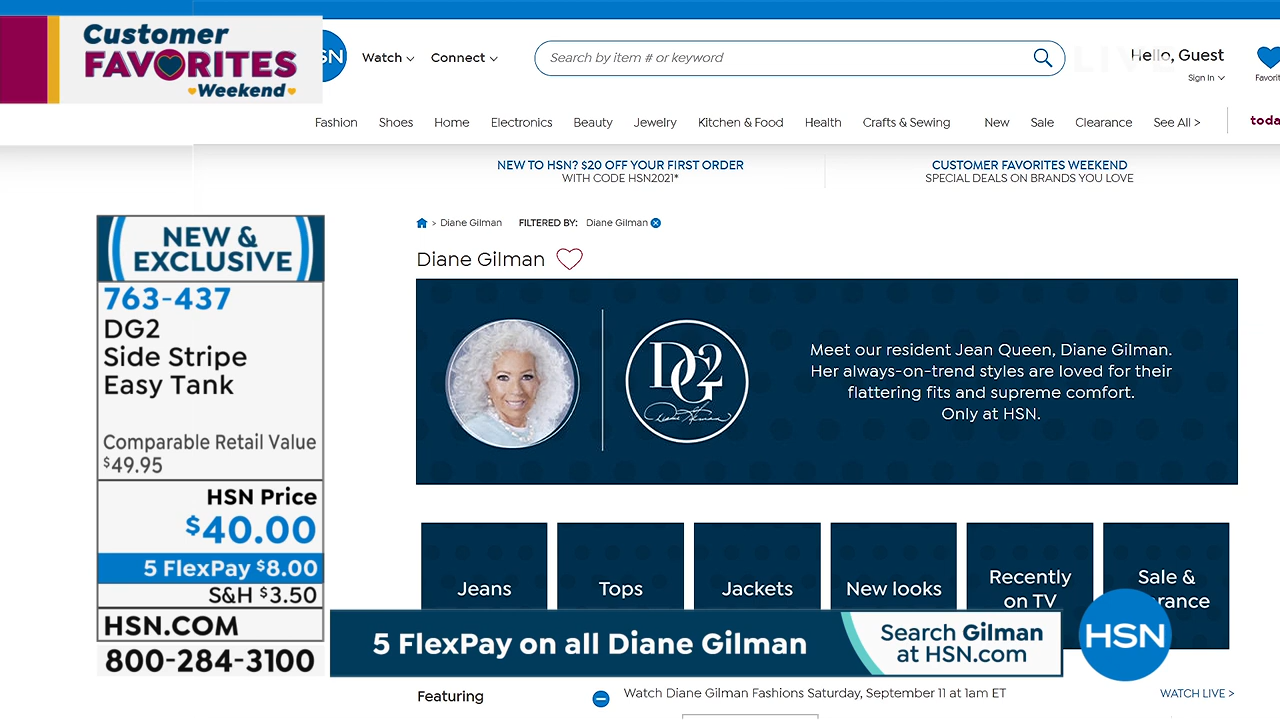 Customer
FAVORITES
Weekend
SN
Watch
Connect
Search by item # or keyword
LIVE
Hello, Guest
Sign In
Favorit
Fashion
Shoes
Home
Electronics
Beauty
Jewelry
Kitchen & Food
Health
Crafts & Sewing
New
Sale
Clearance
See All >
toda
NEW TO HSN? $20 OFF YOUR FIRST ORDER
WITH CODE HSN2021*
CUSTOMER FAVORITES WEEKEND
SPECIAL DEALS ON BRANDS YOU LOVE
> Diane Gilman FILTERED BY: Diane Gilman
Diane Gilman
DG2
Diane Gilman
Meet our resident Jean Queen, Diane Gilman.
Her always-on-trend styles are loved for their
flattering fits and supreme comfort.
Only at HSN.
Jeans
Tops
Jackets
New looks
Recently
on TV
Sale &
rance
NEW &
EXCLUSIVE
763-437
DG2
Side Stripe
Easy Tank
Comparable Retail Value
$49.95
HSN Price
$40.00
5 FlexPay $8.00
S&H $3.50
HSN.COM
800-284-3100
5 FlexPay on all Diane Gilman
Search Gilman
at HSN.com
HSN
Featuring
Watch Diane Gilman Fashions Saturday, September 11 at 1am ET
WATCH LIVE >